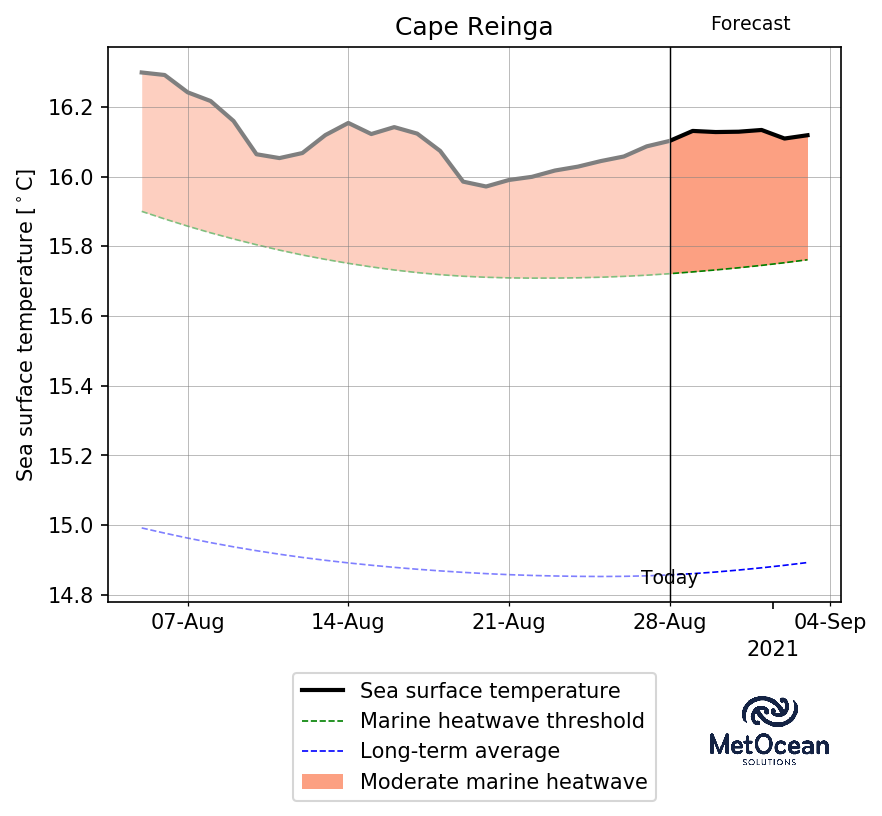 Cape Reinga
Forecast
Sea surface temperature [°C]
16.2
16.0
15.8
15.6
15.4
15.2
15.0
14.8
Today
07-Aug 14-Aug 21-Aug 28-Aug 04-Sep
2021
Sea surface temperature
Marine heatwave threshold
Long-term average
Moderate marine heatwave
MetOcean
SOLUTIONS